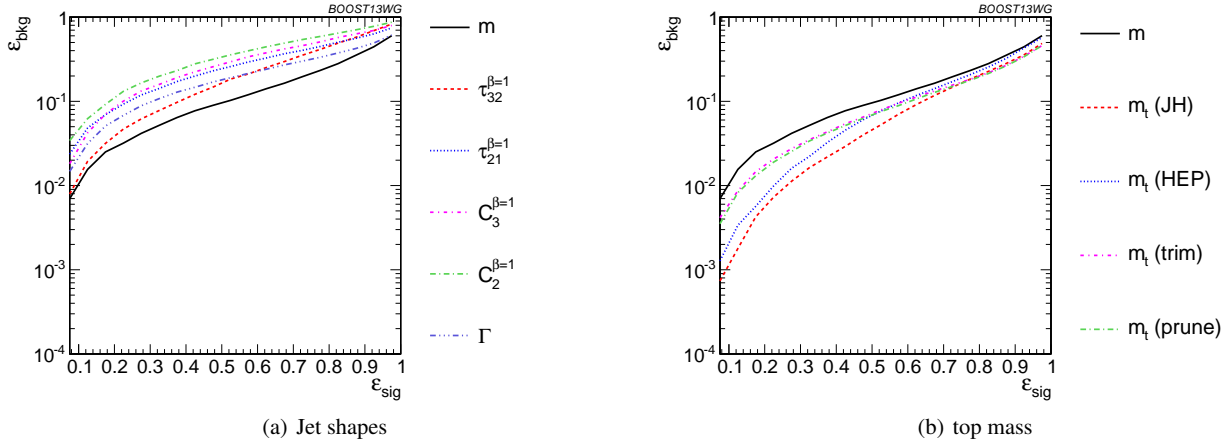 BOOST13WG
ε_bkg
1
10^-1
10^-2
10^-3
10^-4
0.1 0.2 0.3 0.4 0.5 0.6 0.7 0.8 0.9 1
ε_sig
m
τ_32^β=1
τ_21^β=1
C_3^β=1
C_2^β=1
Γ
(a) Jet shapes
BOOST13WG
ε_bkg
1
10^-1
10^-2
10^-3
10^-4
0.1 0.2 0.3 0.4 0.5 0.6 0.7 0.8 0.9 1
ε_sig
m
m_t (JH)
m_t (HEP)
m_t (trim)
m_t (prune)
(b) top mass